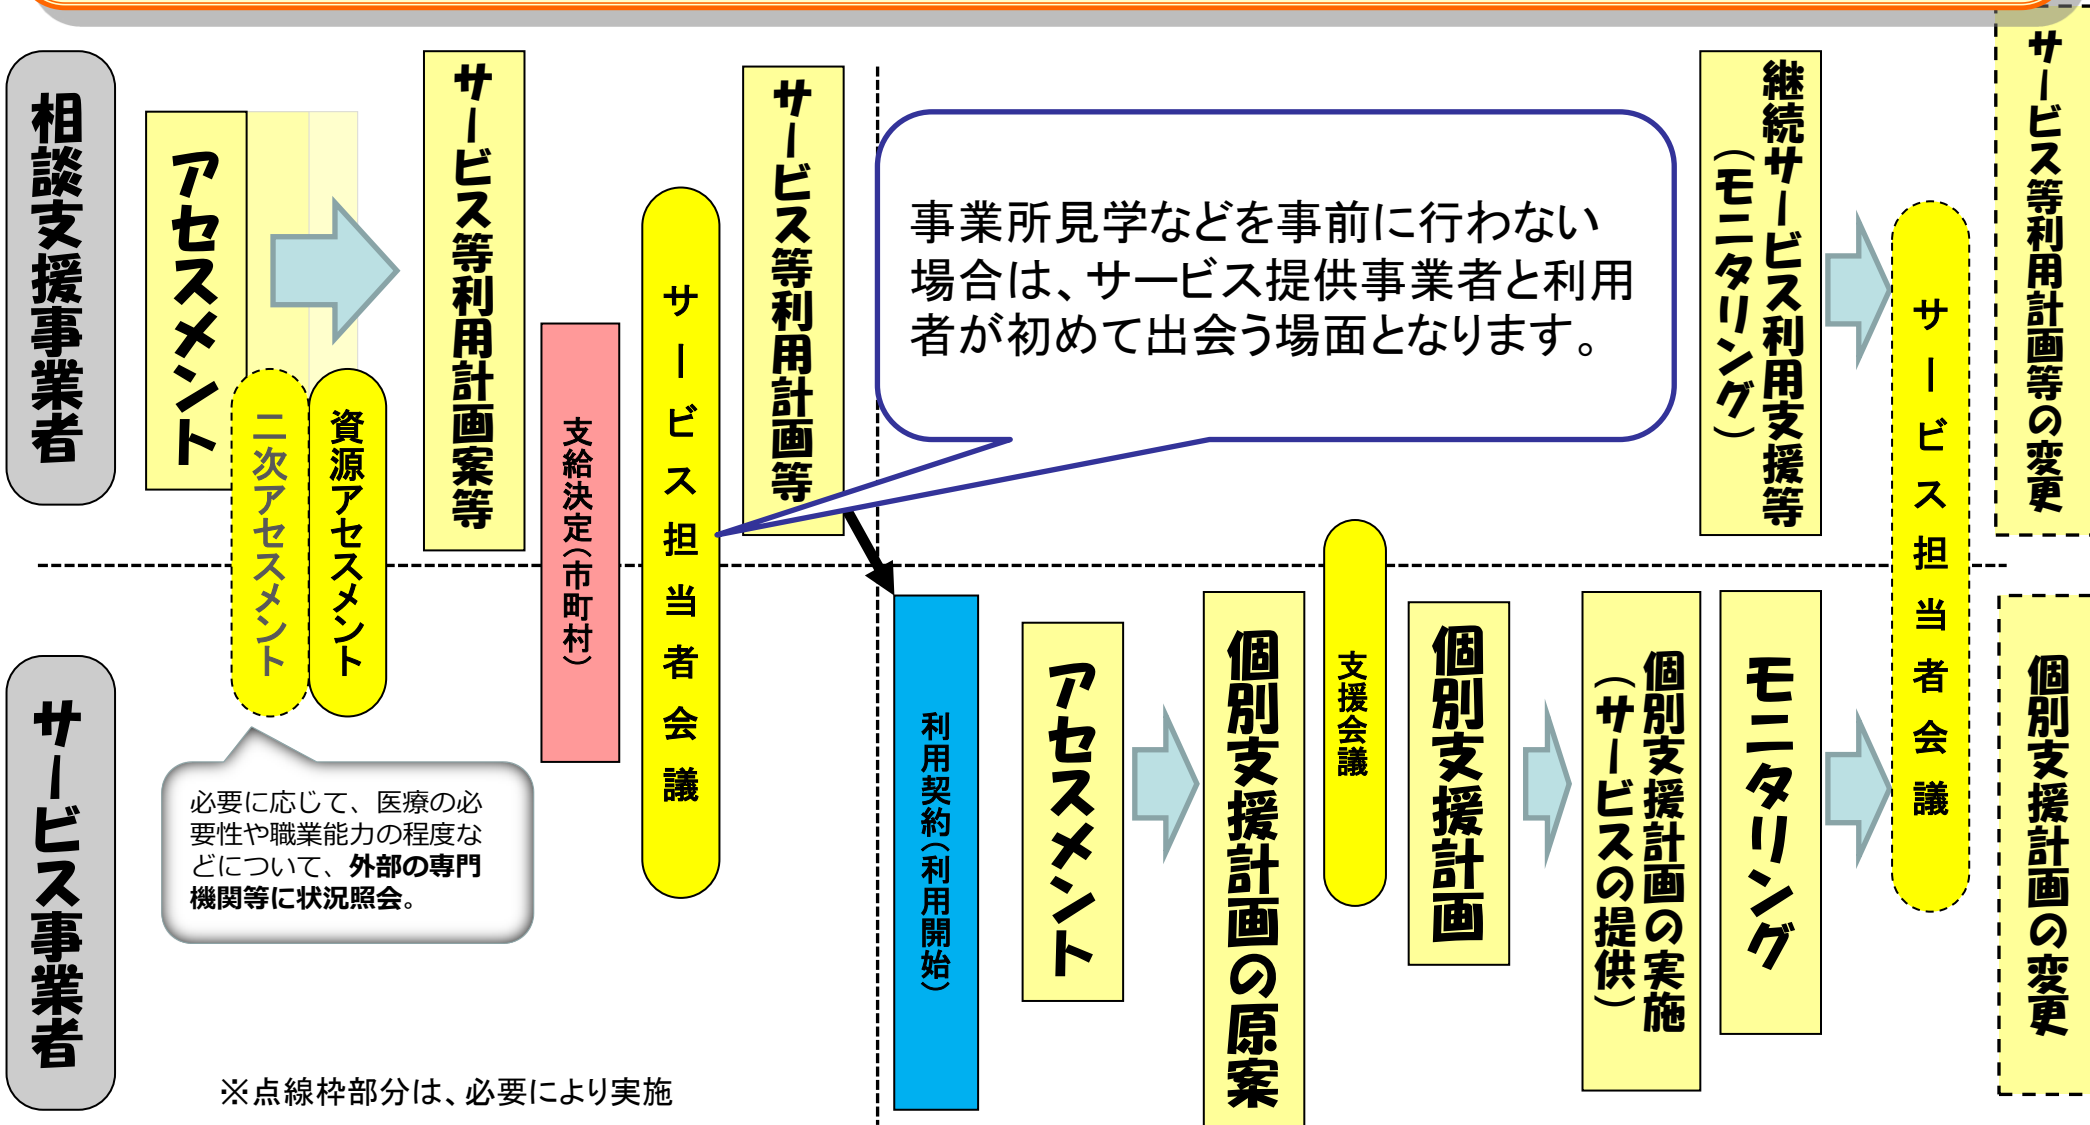 相談支援事業者
アセスメント
二次アセスメント
資源アセスメント
サービス等利用計画案等
支給決定(市町村)
サービス担当者会議
サービス等利用計画等
事業所見学などを事前に行わない
場合は、サービス提供事業者と利用
者が初めて出会う場面となります。
継続サービス利用支援等
(モニタリング)
サービス担当者会議
サービス等利用計画等の変更
サービス事業者
必要に応じて、医療の必
要性や職業能力の程度な
どについて、外部の専門
機関等に状況照会。
利用契約(利用開始)
アセスメント
個別支援計画の原案
支援会議
個別支援計画
個別支援計画の実施
(サービスの提供)
モニタリング
個別支援計画の変更
※点線枠部分は、必要により実施